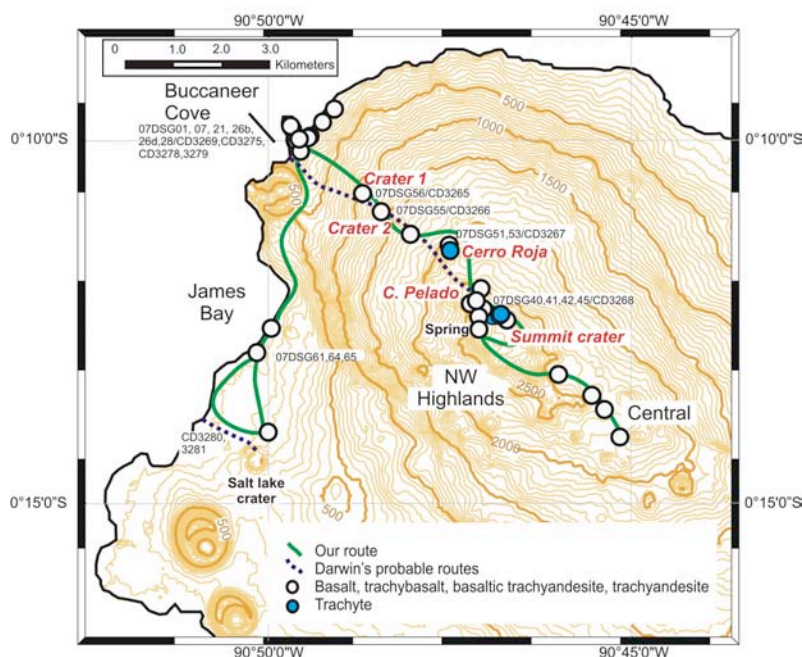 90°50'0"W
90°45'0"W
0
1.0
2.0
3.0
Kilometers
Buccaneer
Cove
07DSG01, 07, 21, 26b,
26d,28/CD3269,CD3275,
CD3278,3279
0°10'0"S
0°10'0"S
500
1000
1500
500
Crater 1
07DSG56/CD3265
07DSG55/CD3266
Crater 2
07DSG51,53/CD3267
Cerro Roja
C. Pelado
07DSG40,41,42,45/CD3268
James
Bay
Spring
Summit crater
07DSG61,64,65
NW
Highlands
2500
Central
2000
CD3280,
3281
Salt lake
crater
0°15'0"S
0°15'0"S
500
500
Our route
Darwin's probable routes
Basalt, trachybasalt, basaltic trachyandesite, trachyandesite
Trachyte
90°50'0"W
90°45'0"W